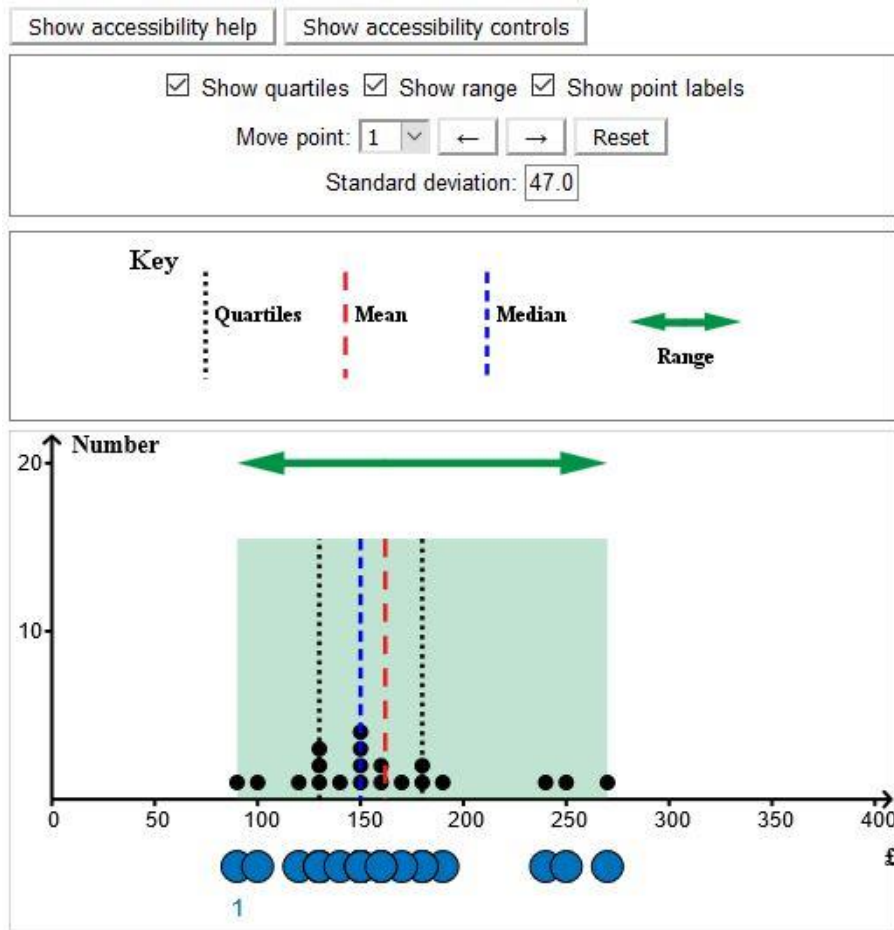 Show accessibility help Show accessibility controls
Show quartiles Show range Show point labels
Move point: 1 ← → Reset
Standard deviation: 47.0
Key
Quartiles Mean Median
Range
Number
20
10
0 50 100 150 200 250 300 350 400
£
1